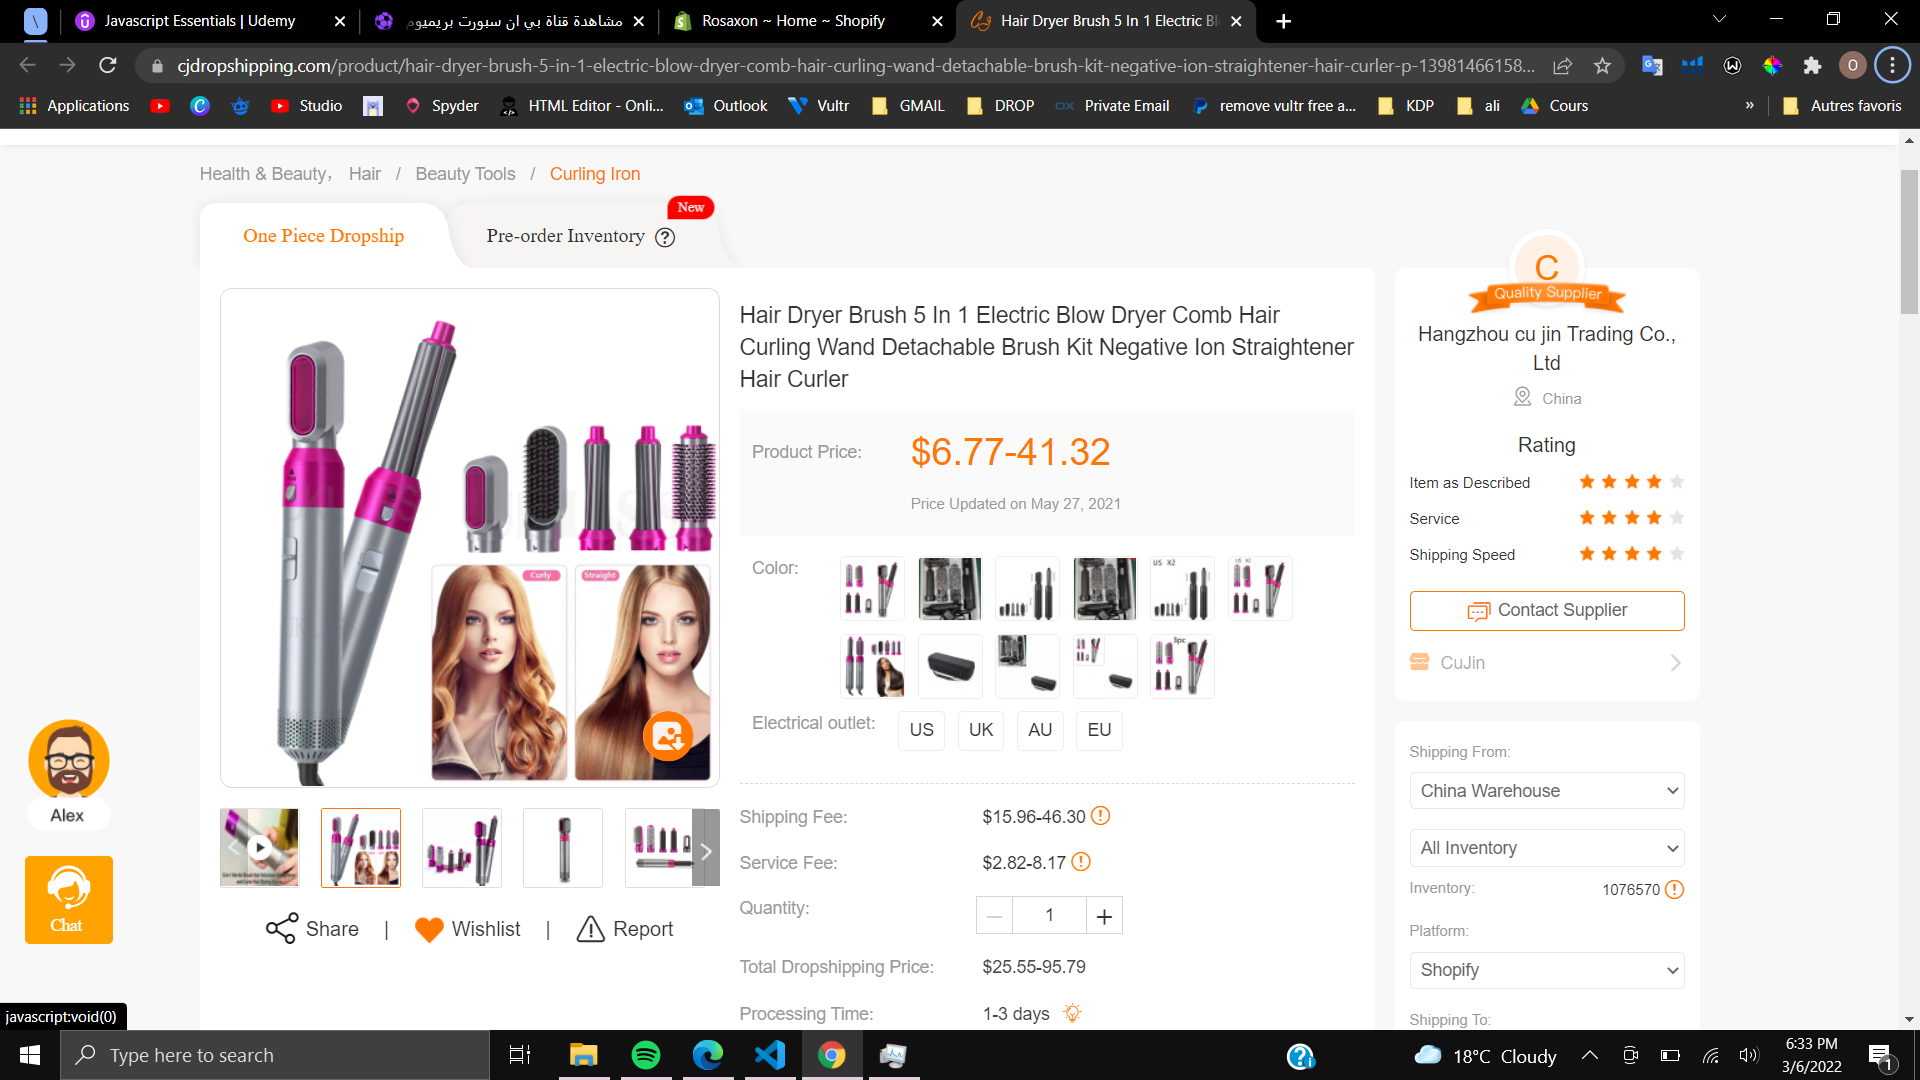 \
Javascript Essentials | Udemy
مشاهدة قناة بي ان سبورت بريميوم
Rosaxon ~ Home ~ Shopify
Hair Dryer Brush 5 In 1 Electric Bl
cjdropshipping.com/product/hair-dryer-brush-5-in-1-electric-blow-dryer-comb-hair-curling-wand-detachable-brush-kit-negative-ion-straightener-hair-curler-p-13981466158...
O
Applications
Studio
Spyder
HTML Editor - Onli...
Outlook
Vultr
GMAIL
DROP
Private Email
remove vultr free a...
KDP
ali
Cours
»
Autres favoris
Health & Beauty, Hair / Beauty Tools / Curling Iron
New
One Piece Dropship
Pre-order Inventory ?
Curly
Straight
Share | Wishlist | Report
Hair Dryer Brush 5 In 1 Electric Blow Dryer Comb Hair
Curling Wand Detachable Brush Kit Negative Ion Straightener
Hair Curler
Product Price: $6.77-41.32
Price Updated on May 27, 2021
Color:
US X2
US X2
3pc
Electrical outlet: US UK AU EU
Shipping Fee: $15.96-46.30
Service Fee: $2.82-8.17
Quantity: 1
Total Dropshipping Price: $25.55-95.79
Processing Time: 1-3 days
C
Quality Supplier
Hangzhou cu jin Trading Co.,
Ltd
China
Rating
Item as Described
Service
Shipping Speed
Contact Supplier
CuJin
Shipping From:
China Warehouse
All Inventory
Inventory: 1076570
Platform:
Shopify
Shipping To:
Alex
Chat
javascript:void(0)
Type here to search
18°C Cloudy
6:33 PM
3/6/2022
1